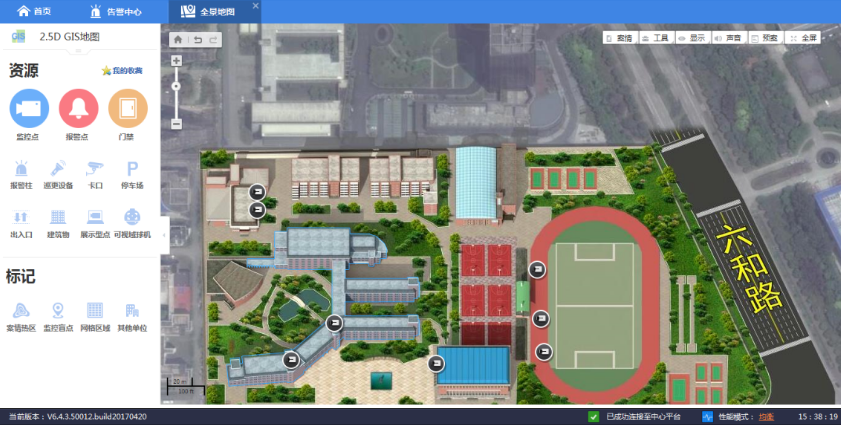 首页
告警中心
全景地图
GIS
2.5D GIS地图
资源
我的收藏
监控点
报警点
门禁
报警柱
巡更设备
卡口
停车场
出入口
建筑物
展示型点
可视域球机
标记
案情热区
监控盲点
网格区域
其他单位
案情
工具
显示
声音
预案
全屏
六和路
20 m
100 ft
当前版本：V6.4.3.50012.build20170420
已成功连接至中心平台
性能模式：均衡
15：38：19